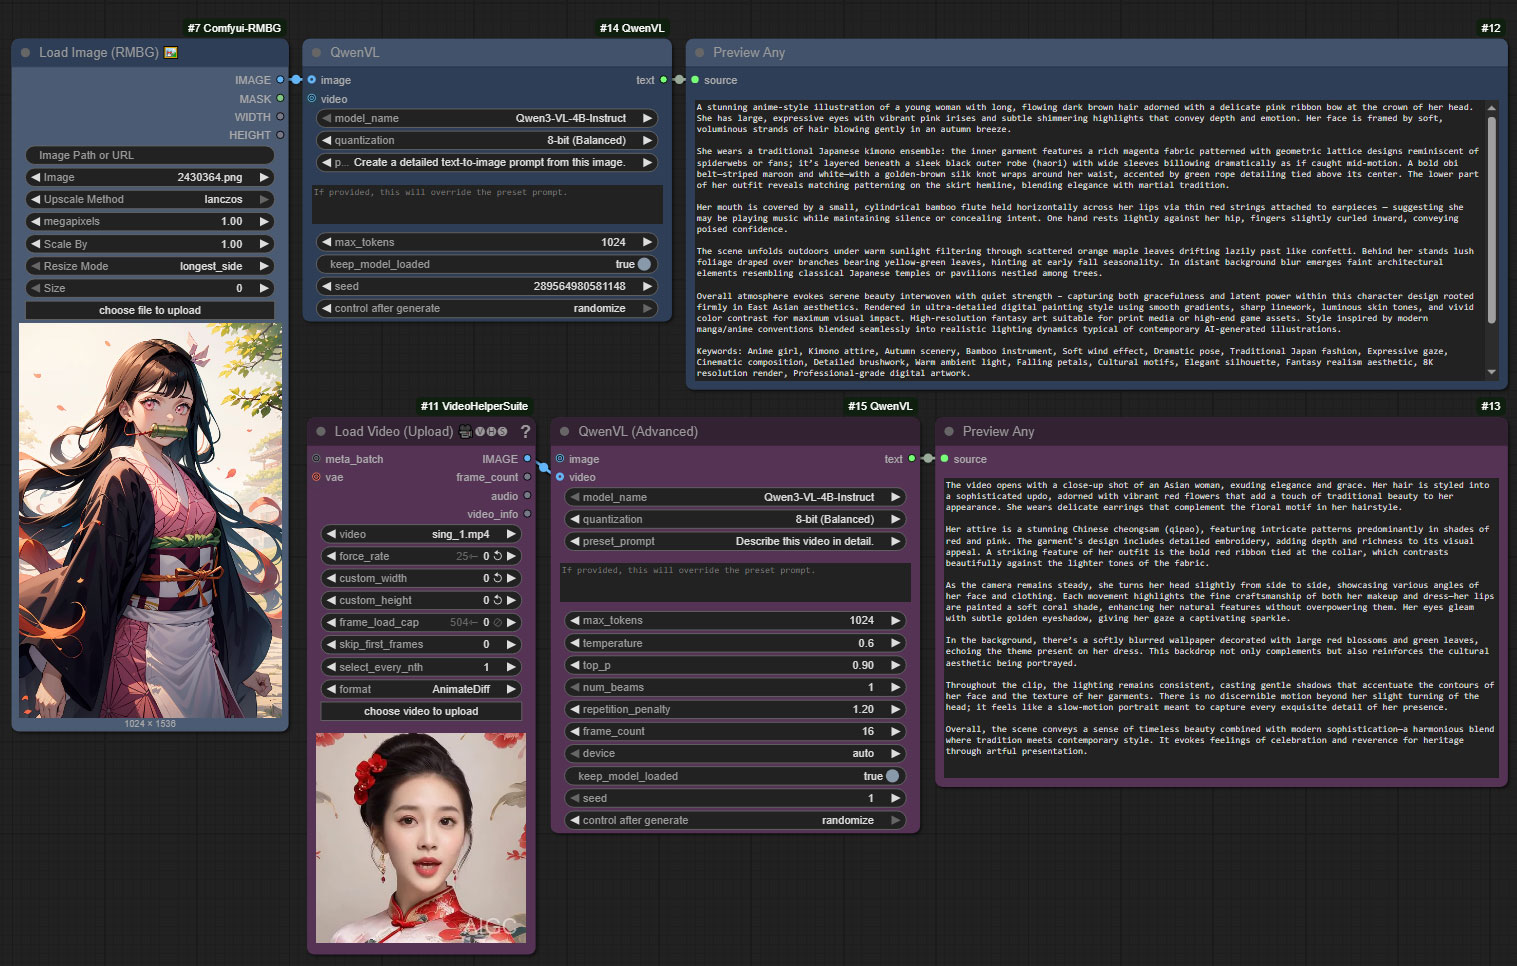 #7 Comfyui-RMBG
Load Image (RMBG)
IMAGE
MASK
WIDTH
HEIGHT
Image Path or URL
Image 2430364.png
Upscale Method lanczos
megapixels 1.00
Scale By 1.00
Resize Mode longest_side
Size 0
choose file to upload
1024 × 1536
#14 QwenVL
QwenVL
image text
video
model_name Qwen3-VL-4B-Instruct
quantization 8-bit (Balanced)
p... Create a detailed text-to-image prompt from this image.
If provided, this will override the preset prompt.
max_tokens 1024
keep_model_loaded true
seed 289564980581148
control after generate randomize
#12
Preview Any
source
A stunning anime-style illustration of a young woman with long, flowing dark brown hair adorned with a delicate pink ribbon bow at the crown of her head.
She has large, expressive eyes with vibrant pink irises and subtle shimmering highlights that convey depth and emotion. Her face is framed by soft,
voluminous strands of hair blowing gently in an autumn breeze.
She wears a traditional Japanese kimono ensemble: the inner garment features a rich magenta fabric patterned with geometric lattice designs reminiscent of
spiderwebs or fans; it's layered beneath a sleek black outer robe (haori) with wide sleeves billowing dramatically as if caught mid-motion. A bold obi
belt—striped maroon and white—with a golden-brown silk knot wraps around her waist, accented by green rope detailing tied above its center. The lower part
of her outfit reveals matching patterning on the skirt hemline, blending elegance with martial tradition.
Her mouth is covered by a small, cylindrical bamboo flute held horizontally across her lips via thin red strings attached to earpieces — suggesting she
may be playing music while maintaining silence or concealing intent. One hand rests lightly against her hip, fingers slightly curled inward, conveying
poised confidence.
The scene unfolds outdoors under warm sunlight filtering through scattered orange maple leaves drifting lazily past like confetti. Behind her stands lush
foliage draped over branches bearing yellow-green leaves, hinting at early fall seasonality. In distant background blur emerges faint architectural
elements resembling classical Japanese temples or pavilions nestled among trees.
Overall atmosphere evokes serene beauty interwoven with quiet strength — capturing both gracefulness and latent power within this character design rooted
firmly in East Asian aesthetics. Rendered in ultra-detailed digital painting style using smooth gradients, sharp linework, luminous skin tones, and vivid
color contrast for maximum visual impact. High-resolution fantasy art suitable for print media or high-end game assets. Style inspired by modern
manga/anime conventions blended seamlessly into realistic lighting dynamics typical of contemporary AI-generated illustrations.
Keywords: Anime girl, Kimono attire, Autumn scenery, Bamboo instrument, Soft wind effect, Dramatic pose, Traditional Japan fashion, Expressive gaze,
Cinematic composition, Detailed brushwork, Warm ambient light, Falling petals, Cultural motifs, Elegant silhouette, Fantasy realism aesthetic, 8K
resolution render, Professional-grade digital artwork.
#11 VideoHelperSuite
Load Video (Upload) VHS ?
meta_batch IMAGE
vae frame_count
audio
video_info
video sing_1.mp4
force_rate 25← 0
custom_width 0
custom_height 0
frame_load_cap 504← 0
skip_first_frames 0
select_every_nth 1
format AnimateDiff
choose video to upload
AIGC
#15 QwenVL
QwenVL (Advanced)
image text
video
model_name Qwen3-VL-4B-Instruct
quantization 8-bit (Balanced)
preset_prompt Describe this video in detail.
If provided, this will override the preset prompt.
max_tokens 1024
temperature 0.6
top_p 0.90
num_beams 1
repetition_penalty 1.20
frame_count 16
device auto
keep_model_loaded true
seed 1
control after generate randomize
#13
Preview Any
source
The video opens with a close-up shot of an Asian woman, exuding elegance and grace. Her hair is styled into
a sophisticated updo, adorned with vibrant red flowers that add a touch of traditional beauty to her
appearance. She wears delicate earrings that complement the floral motif in her hairstyle.
Her attire is a stunning Chinese cheongsam (qipao), featuring intricate patterns predominantly in shades of
red and pink. The garment's design includes detailed embroidery, adding depth and richness to its visual
appeal. A striking feature of her outfit is the bold red ribbon tied at the collar, which contrasts
beautifully against the lighter tones of the fabric.
As the camera remains steady, she turns her head slightly from side to side, showcasing various angles of
her face and clothing. Each movement highlights the fine craftsmanship of both her makeup and dress—her lips
are painted a soft coral shade, enhancing her natural features without overpowering them. Her eyes gleam
with subtle golden eyeshadow, giving her gaze a captivating sparkle.
In the background, there's a softly blurred wallpaper decorated with large red blossoms and green leaves,
echoing the theme present on her dress. This backdrop not only complements but also reinforces the cultural
aesthetic being portrayed.
Throughout the clip, the lighting remains consistent, casting gentle shadows that accentuate the contours of
her face and the texture of her garments. There is no discernible motion beyond her slight turning of the
head; it feels like a slow-motion portrait meant to capture every exquisite detail of her presence.
Overall, the scene conveys a sense of timeless beauty combined with modern sophistication—a harmonious blend
where tradition meets contemporary style. It evokes feelings of celebration and reverence for heritage
through artful presentation.